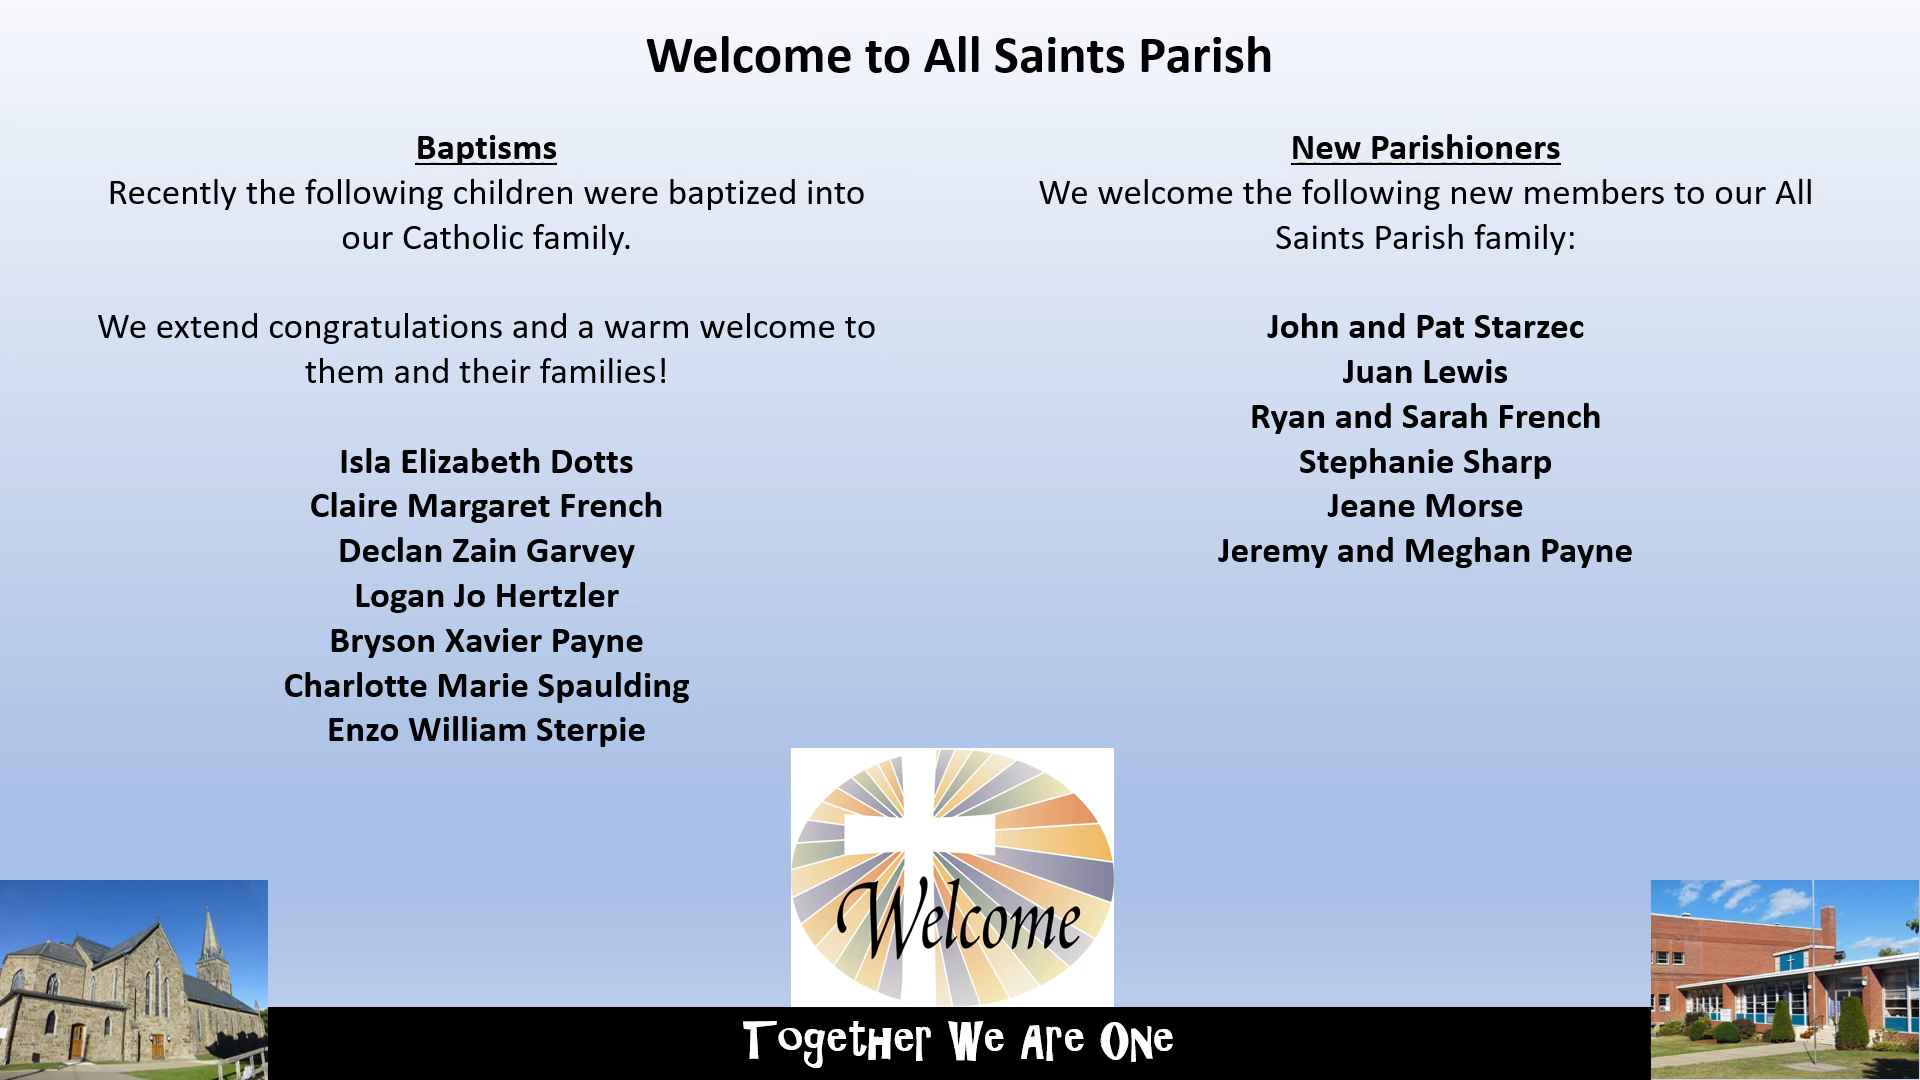 Welcome to All Saints Parish
Baptisms
Recently the following children were baptized into
our Catholic family.
We extend congratulations and a warm welcome to
them and their families!
Isla Elizabeth Dotts
Claire Margaret French
Declan Zain Garvey
Logan Jo Hertzler
Bryson Xavier Payne
Charlotte Marie Spaulding
Enzo William Sterpie
New Parishioners
We welcome the following new members to our All
Saints Parish family:
John and Pat Starzec
Juan Lewis
Ryan and Sarah French
Stephanie Sharp
Jeane Morse
Jeremy and Meghan Payne
Welcome
Together We Are One